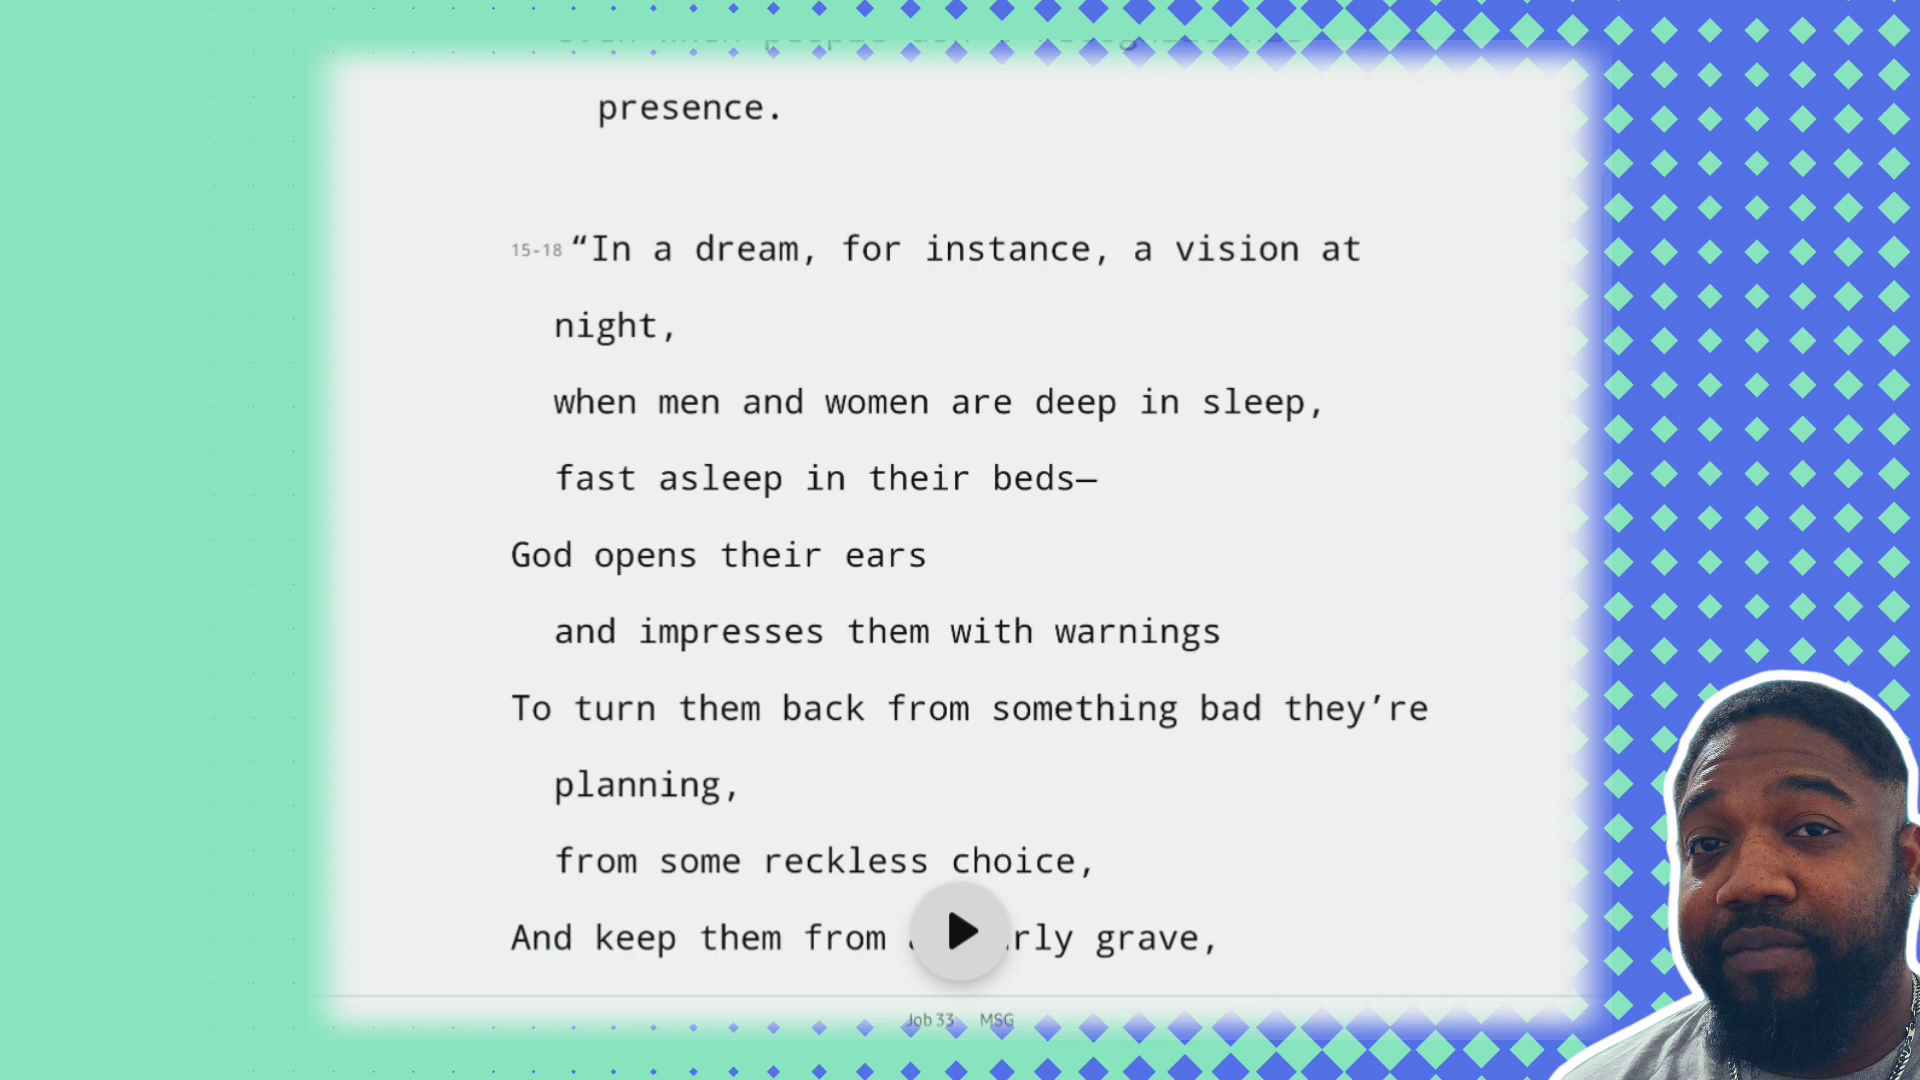 presence.
15-18 “In a dream, for instance, a vision at
night,
when men and women are deep in sleep,
fast asleep in their beds—
God opens their ears
and impresses them with warnings
To turn them back from something bad they’re
planning,
from some reckless choice,
And keep them from grave,
Job 33 MSG